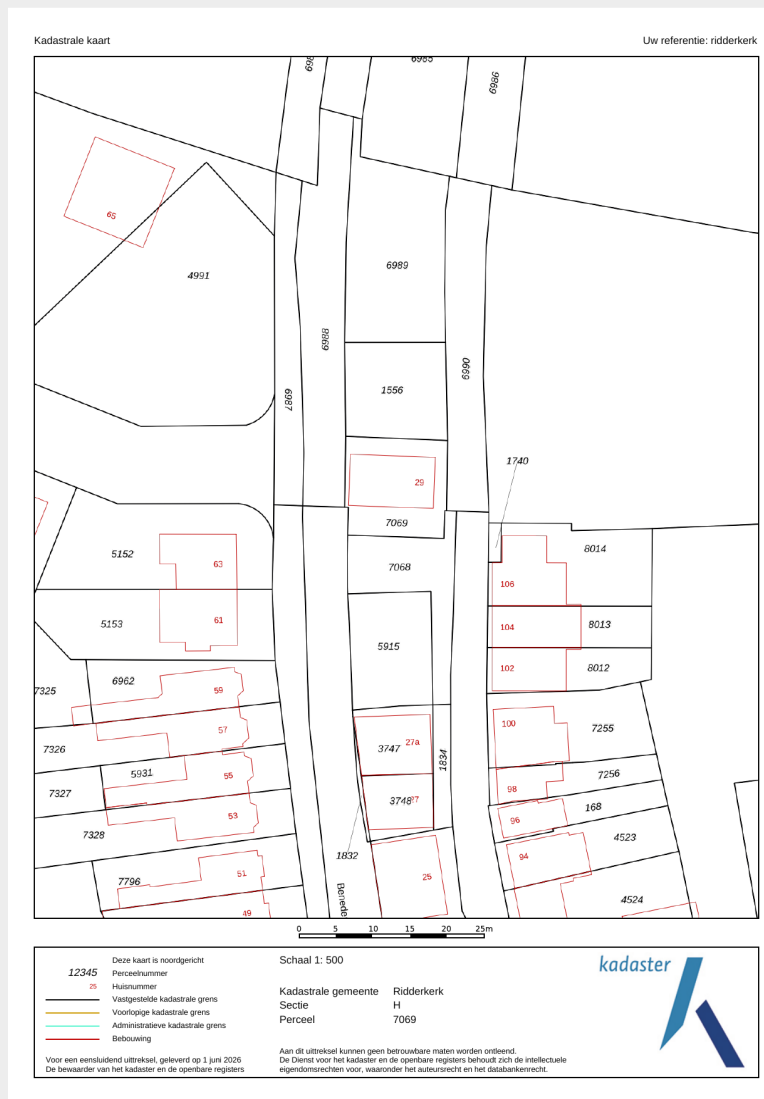 Kadastrale kaart
Uw referentie: ridderkerk
6985
6986
65
4991
6989
6988
6990
1556
6987
1740
29
7069
8014
5152
63
7068
106
5153
61
104
8013
5915
102
8012
6962
59
7325
57
100
7255
7326
3747
27a
1834
5931
55
7256
7327
98
3748
27
168
53
96
7328
4523
1832
94
51
25
7796
4524
49
Benede
0 5 10 15 20 25m
Deze kaart is noordgericht
12345 Perceelnummer
25 Huisnummer
Vastgestelde kadastrale grens
Voorlopige kadastrale grens
Administratieve kadastrale grens
Bebouwing
Voor een eensluidend uittreksel, geleverd op 1 juni 2026
De bewaarder van het kadaster en de openbare registers
Schaal 1: 500
Kadastrale gemeente Ridderkerk
Sectie H
Perceel 7069
Aan dit uittreksel kunnen geen betrouwbare maten worden ontleend.
De Dienst voor het kadaster en de openbare registers behoudt zich de intellectuele
eigendomsrechten voor, waaronder het auteursrecht en het databankenrecht.
kadaster